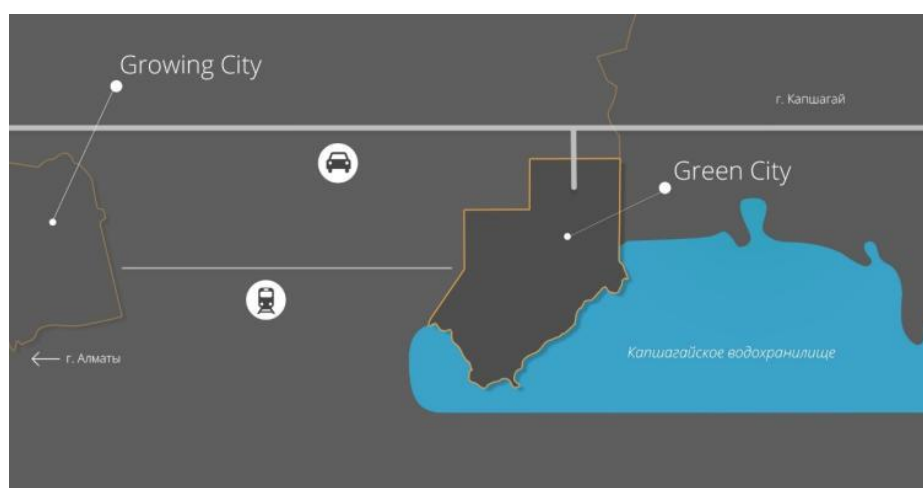 Growing City
г. Капшагай
Green City
Капшагайское водохранилище
г. Алматы